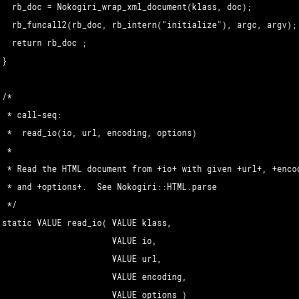 rb_doc = Nokogiri_wrap_xml_document(klass, doc);
rb_funcall2(rb_doc, rb_intern("initialize"), argc, argv);
return rb_doc ;
}
/*
* call-seq:
*  read_io(io, url, encoding, options)
*
* Read the HTML document from +io+ with given +url+,
* and +options+.  See Nokogiri::HTML.parse
*/
static VALUE read_io( VALUE klass,
VALUE io,
VALUE url,
VALUE encoding,
VALUE options )